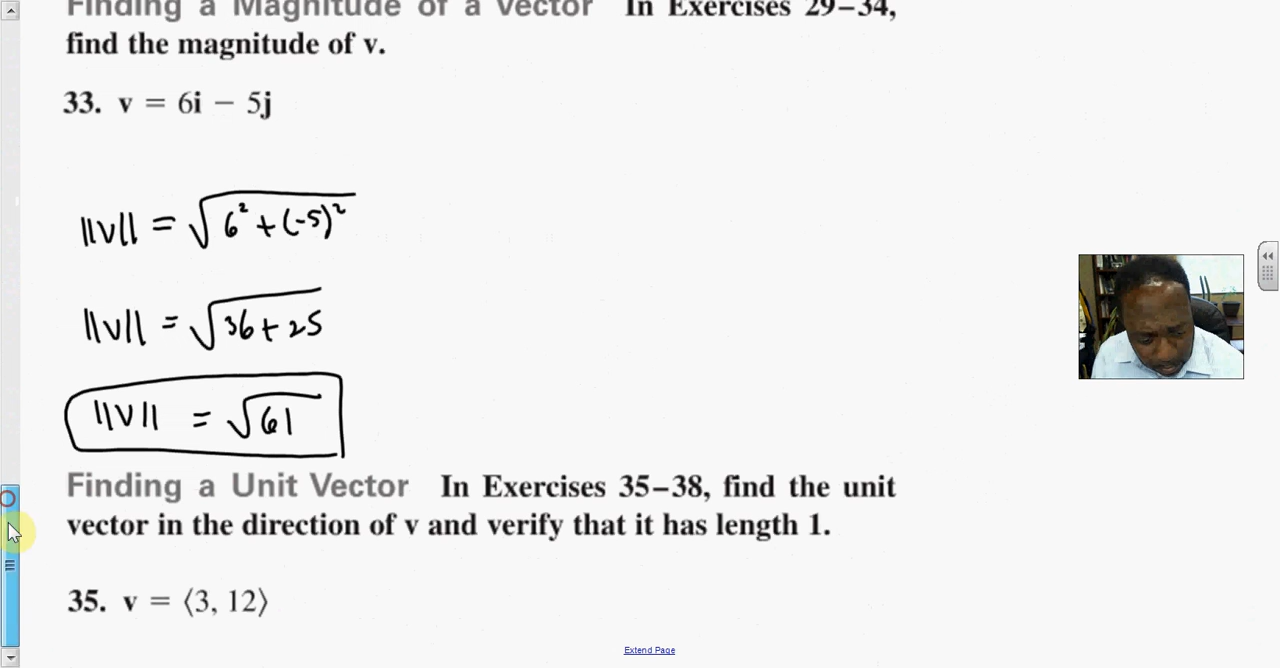 Finding a Magnitude of a Vector In Exercises 29–34,
find the magnitude of v.
33. v = 6i − 5j
||v|| = √(6² + (-5)²)
||v|| = √(36 + 25)
||v|| = √61
Finding a Unit Vector In Exercises 35–38, find the unit
vector in the direction of v and verify that it has length 1.
35. v = ⟨3, 12⟩
Extend Page